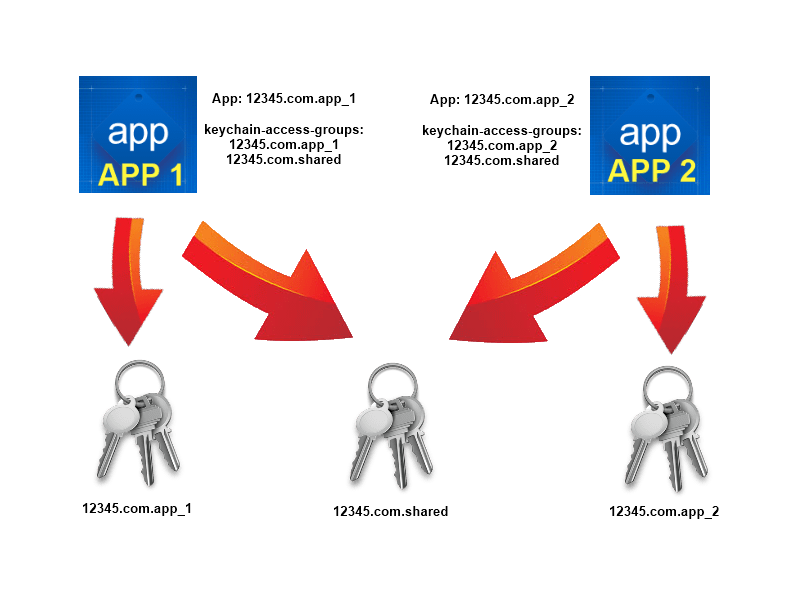 app
APP 1
App: 12345.com.app_1
keychain-access-groups:
12345.com.app_1
12345.com.shared
App: 12345.com.app_2
keychain-access-groups:
12345.com.app_2
12345.com.shared
app
APP 2
12345.com.app_1
12345.com.shared
12345.com.app_2